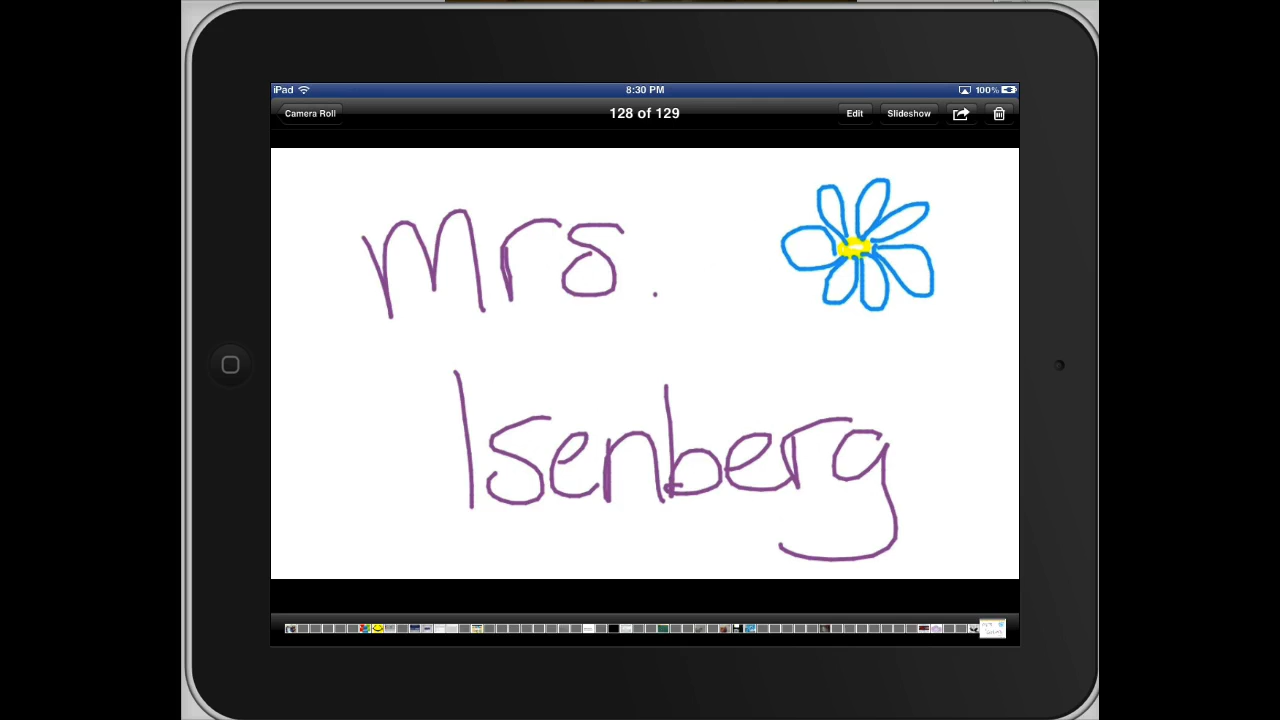 iPad 8:30 PM 100%
Camera Roll 128 of 129 Edit Slideshow
Mrs.
Isenberg